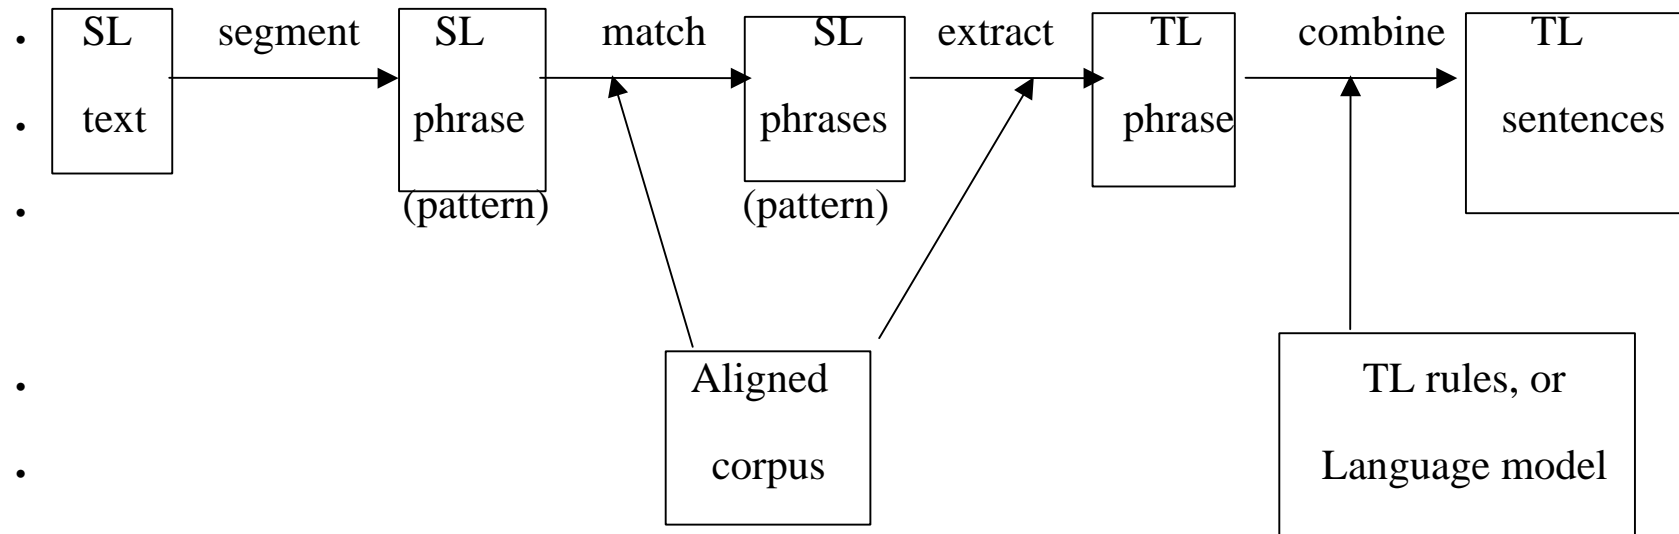 • SL segment SL match SL extract TL combine TL
• text phrase phrases phrase sentences
• (pattern) (pattern)
• Aligned TL rules, or
• corpus Language model